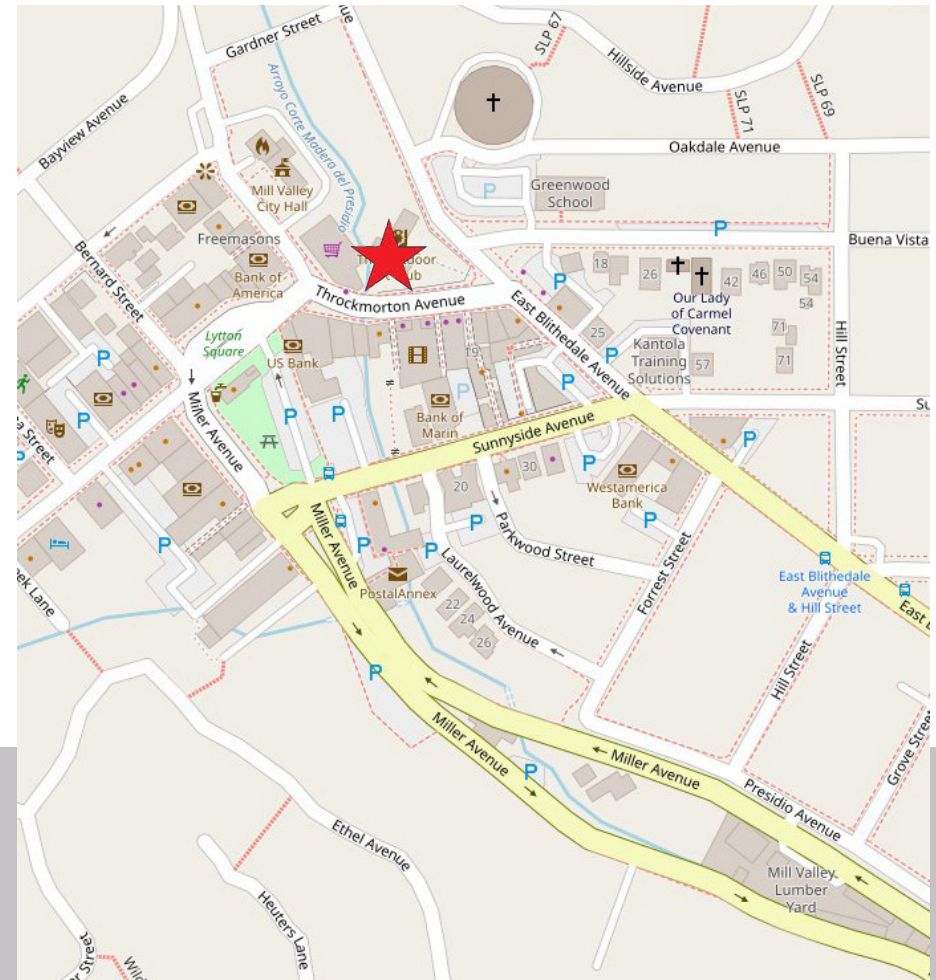 Gardner Street
SLP 67
Hillside Avenue
SLP 71
SLP 69
Bayview Avenue
Arroyo Corte Madera del Presidio
Oakdale Avenue
Mill Valley
City Hall
P
Greenwood
School
Freemasons
P
Buena Vista
Bernard Street
Bank of
America
Throckmorton Avenue
18
26
42
46
50
54
P
Our Lady
of Carmel
Covenant
54
East Blithedale Avenue
Lytton
Square
US Bank
19
25
71
Kantola
Training
Solutions
57
71
Hill Street
P
P
P
P
P
P
Bank of
Marin
P
Miller Avenue
Sunnyside Avenue
P
P
30
20
Westamerica
Bank
P
P
P
P
P
Miller Avenue
Parkwood Street
PostalAnnex
Laurelwood Avenue
Forrest Street
22
24
26
East Blithedale
Avenue
& Hill Street
P
Hill Street
Miller Avenue
P
Miller Avenue
Presidio Avenue
Grove Street
Ethel Avenue
Mill Valley
Lumber
Yard
Heuters Lane